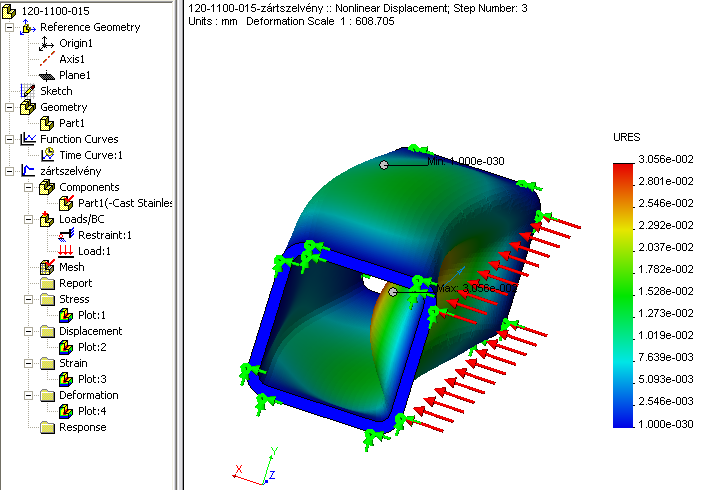 120-1100-015
Reference Geometry
Origin1
Axis1
Plane1
Sketch
Geometry
Part1
Function Curves
Time Curve:1
zártszelvény
Components
Part1(-Cast Stainles
Loads/BC
Restraint:1
Load:1
Mesh
Report
Stress
Plot:1
Displacement
Plot:2
Strain
Plot:3
Deformation
Plot:4
Response
120-1100-015-zártszelvény :: Nonlinear Displacement; Step Number: 3
Units : mm Deformation Scale 1 : 608.705
Min: 1.000e-030
Max: 3.056e-002
URES
3.056e-002
2.801e-002
2.546e-002
2.292e-002
2.037e-002
1.782e-002
1.528e-002
1.273e-002
1.019e-002
7.639e-003
5.093e-003
2.546e-003
1.000e-030
X
Y
Z